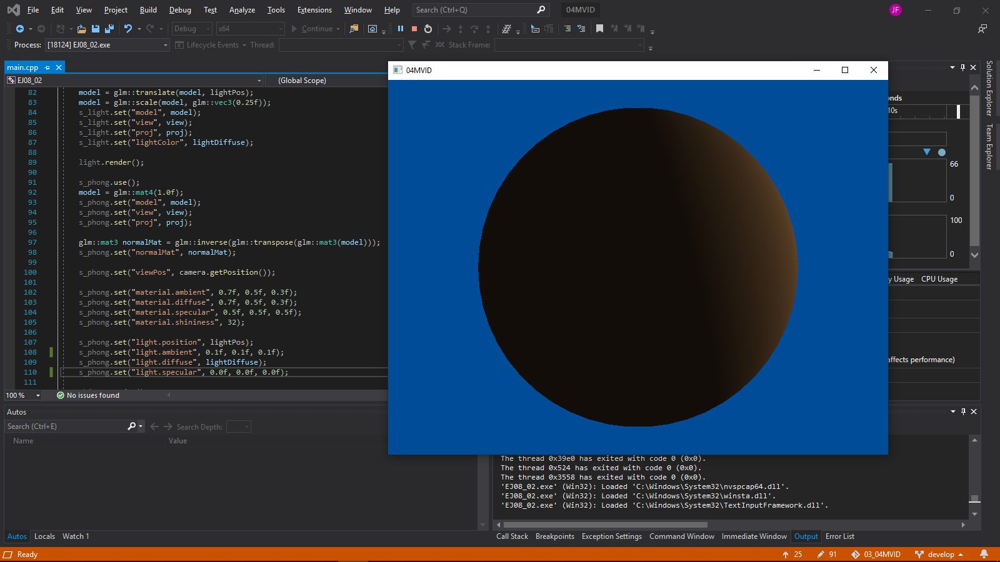 File Edit View Project Build Debug Test Analyze Tools Extensions Window Help Search (Ctrl+Q) 04MVID JF
Debug x64 Continue
Process: [18124] EJ08_02.exe Lifecycle Events Thread: Stack Frame:
main.cpp
EJ08_02 (Global Scope)
82 model = glm::translate(model, lightPos);
83 model = glm::scale(model, glm::vec3(0.25f));
84 s_light.set("model", model);
85 s_light.set("view", view);
86 s_light.set("proj", proj);
87 s_light.set("lightColor", lightDiffuse);
88
89 light.render();
90
91 s_phong.use();
92 model = glm::mat4(1.0f);
93 s_phong.set("model", model);
94 s_phong.set("view", view);
95 s_phong.set("proj", proj);
96
97 glm::mat3 normalMat = glm::inverse(glm::transpose(glm::mat3(model)));
98 s_phong.set("normalMat", normalMat);
99
100 s_phong.set("viewPos", camera.getPosition());
101
102 s_phong.set("material.ambient", 0.7f, 0.5f, 0.3f);
103 s_phong.set("material.diffuse", 0.7f, 0.5f, 0.3f);
104 s_phong.set("material.specular", 0.5f, 0.5f, 0.5f);
105 s_phong.set("material.shininess", 32);
106
107 s_phong.set("light.position", lightPos);
108 s_phong.set("light.ambient", 0.1f, 0.1f, 0.1f);
109 s_phong.set("light.diffuse", lightDiffuse);
110 s_phong.set("light.specular", 0.0f, 0.0f, 0.0f);
111
100 % No issues found
04MVID
onds
10s
66
0
100
0
y Usage CPU Usage
affects performance)
Solution Explorer
Team Explorer
Autos
Search (Ctrl+E) Search Depth:
Name Value
Autos Locals Watch 1
The thread 0x39e0 has exited with code 0 (0x0).
The thread 0x524 has exited with code 0 (0x0).
The thread 0x3558 has exited with code 0 (0x0).
'EJ08_02.exe' (Win32): Loaded 'C:\Windows\System32\nvspcap64.dll'.
'EJ08_02.exe' (Win32): Loaded 'C:\Windows\System32\winsta.dll'.
'EJ08_02.exe' (Win32): Loaded 'C:\Windows\System32\TextInputFramework.dll'.
Call Stack Breakpoints Exception Settings Command Window Immediate Window Output Error List
Ready 25 91 03_04MVID develop